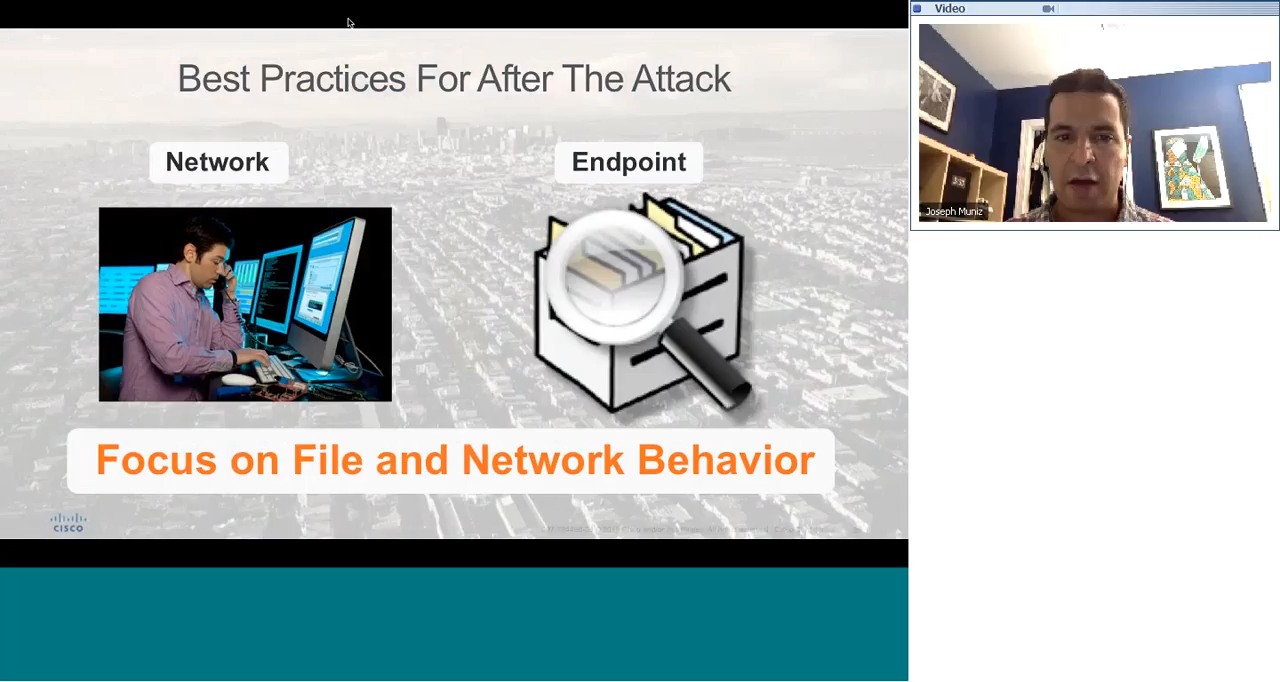 Best Practices For After The Attack
Network
Endpoint
Focus on File and Network Behavior
CISCO
Video
Joseph Muniz